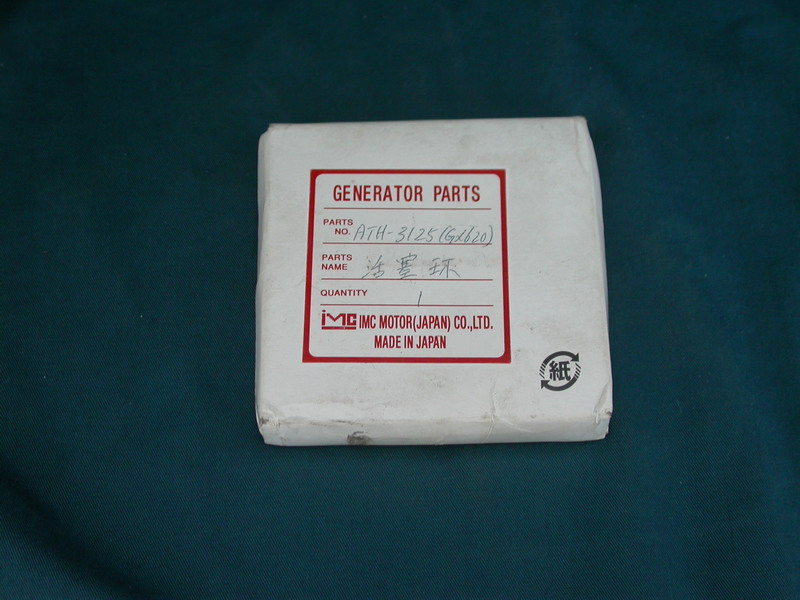 GENERATOR PARTS
PARTS NO. ATH-3125(GX620)
PARTS NAME 活塞环
QUANTITY 1
IMC IMC MOTOR(JAPAN) CO.,LTD.
MADE IN JAPAN
紙